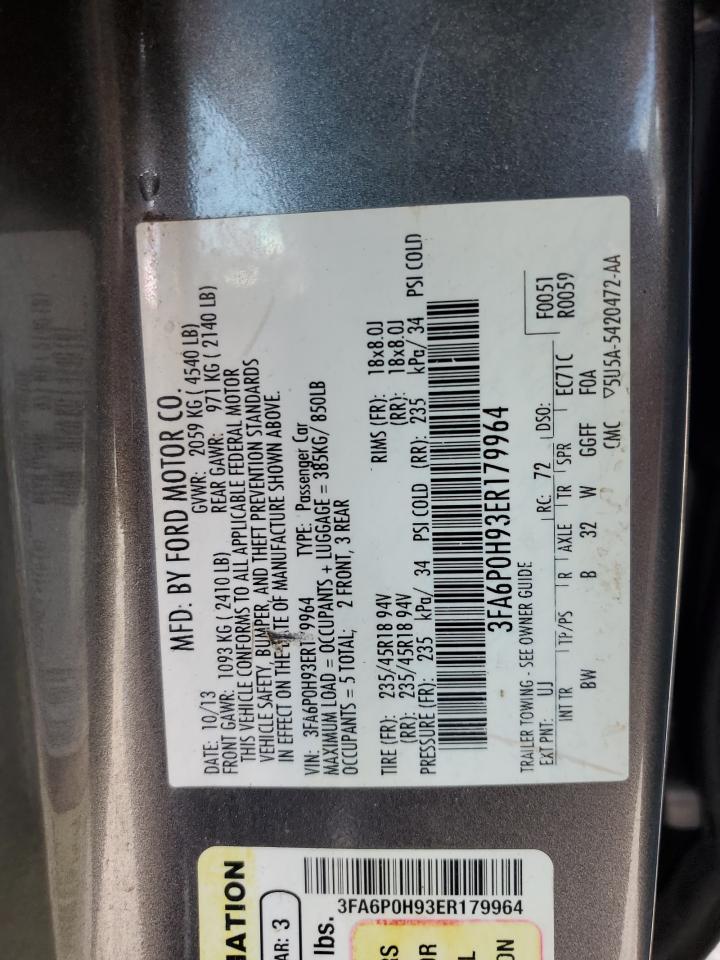 MFD. BY FORD MOTOR CO.
DATE: 10/13 GVWR: 2059 KG ( 4540 LB)
FRONT GAWR: 1093 KG ( 2410 LB) REAR GAWR: 971 KG ( 2140 LB)
THIS VEHICLE CONFORMS TO ALL APPLICABLE FEDERAL MOTOR
VEHICLE SAFETY, BUMPER, AND THEFT PREVENTION STANDARDS
IN EFFECT ON THE DATE OF MANUFACTURE SHOWN ABOVE.
VIN: 3FA6P0H93ER179964 TYPE: Passenger Car
MAXIMUM LOAD = OCCUPANTS + LUGGAGE = 385KG/ 850LB
OCCUPANTS = 5 TOTAL; 2 FRONT, 3 REAR
TIRE (FR): 235/45R18 94V RIMS (FR): 18x8.0J
(RR): 235/45R18 94V (RR): 18x8.0J
PRESSURE (FR): 235 kPa/ 34 PSI COLD (RR): 235 kPa/ 34 PSI COLD
3FA6P0H93ER179964
TRAILER TOWING - SEE OWNER GUIDE
EXT PNT: UJ RC: 72 DSO: F0051
R0059
INT TR TP/PS R AXLE TR SPR EC71C
BW B 32 W GGFF F0A
CMC ▽5U5A-5420472-AA
3FA6P0H93ER179964
AR: 3
lbs.